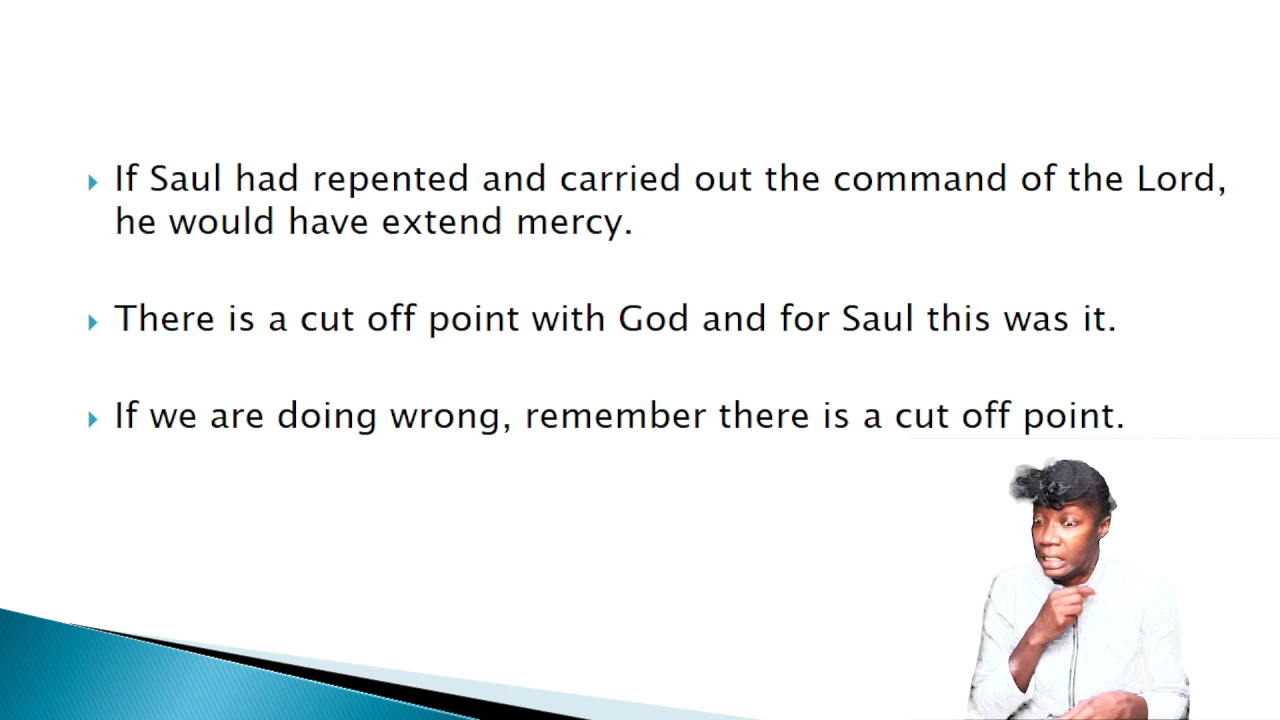 If Saul had repented and carried out the command of the Lord,
he would have extend mercy.
There is a cut off point with God and for Saul this was it.
If we are doing wrong, remember there is a cut off point.